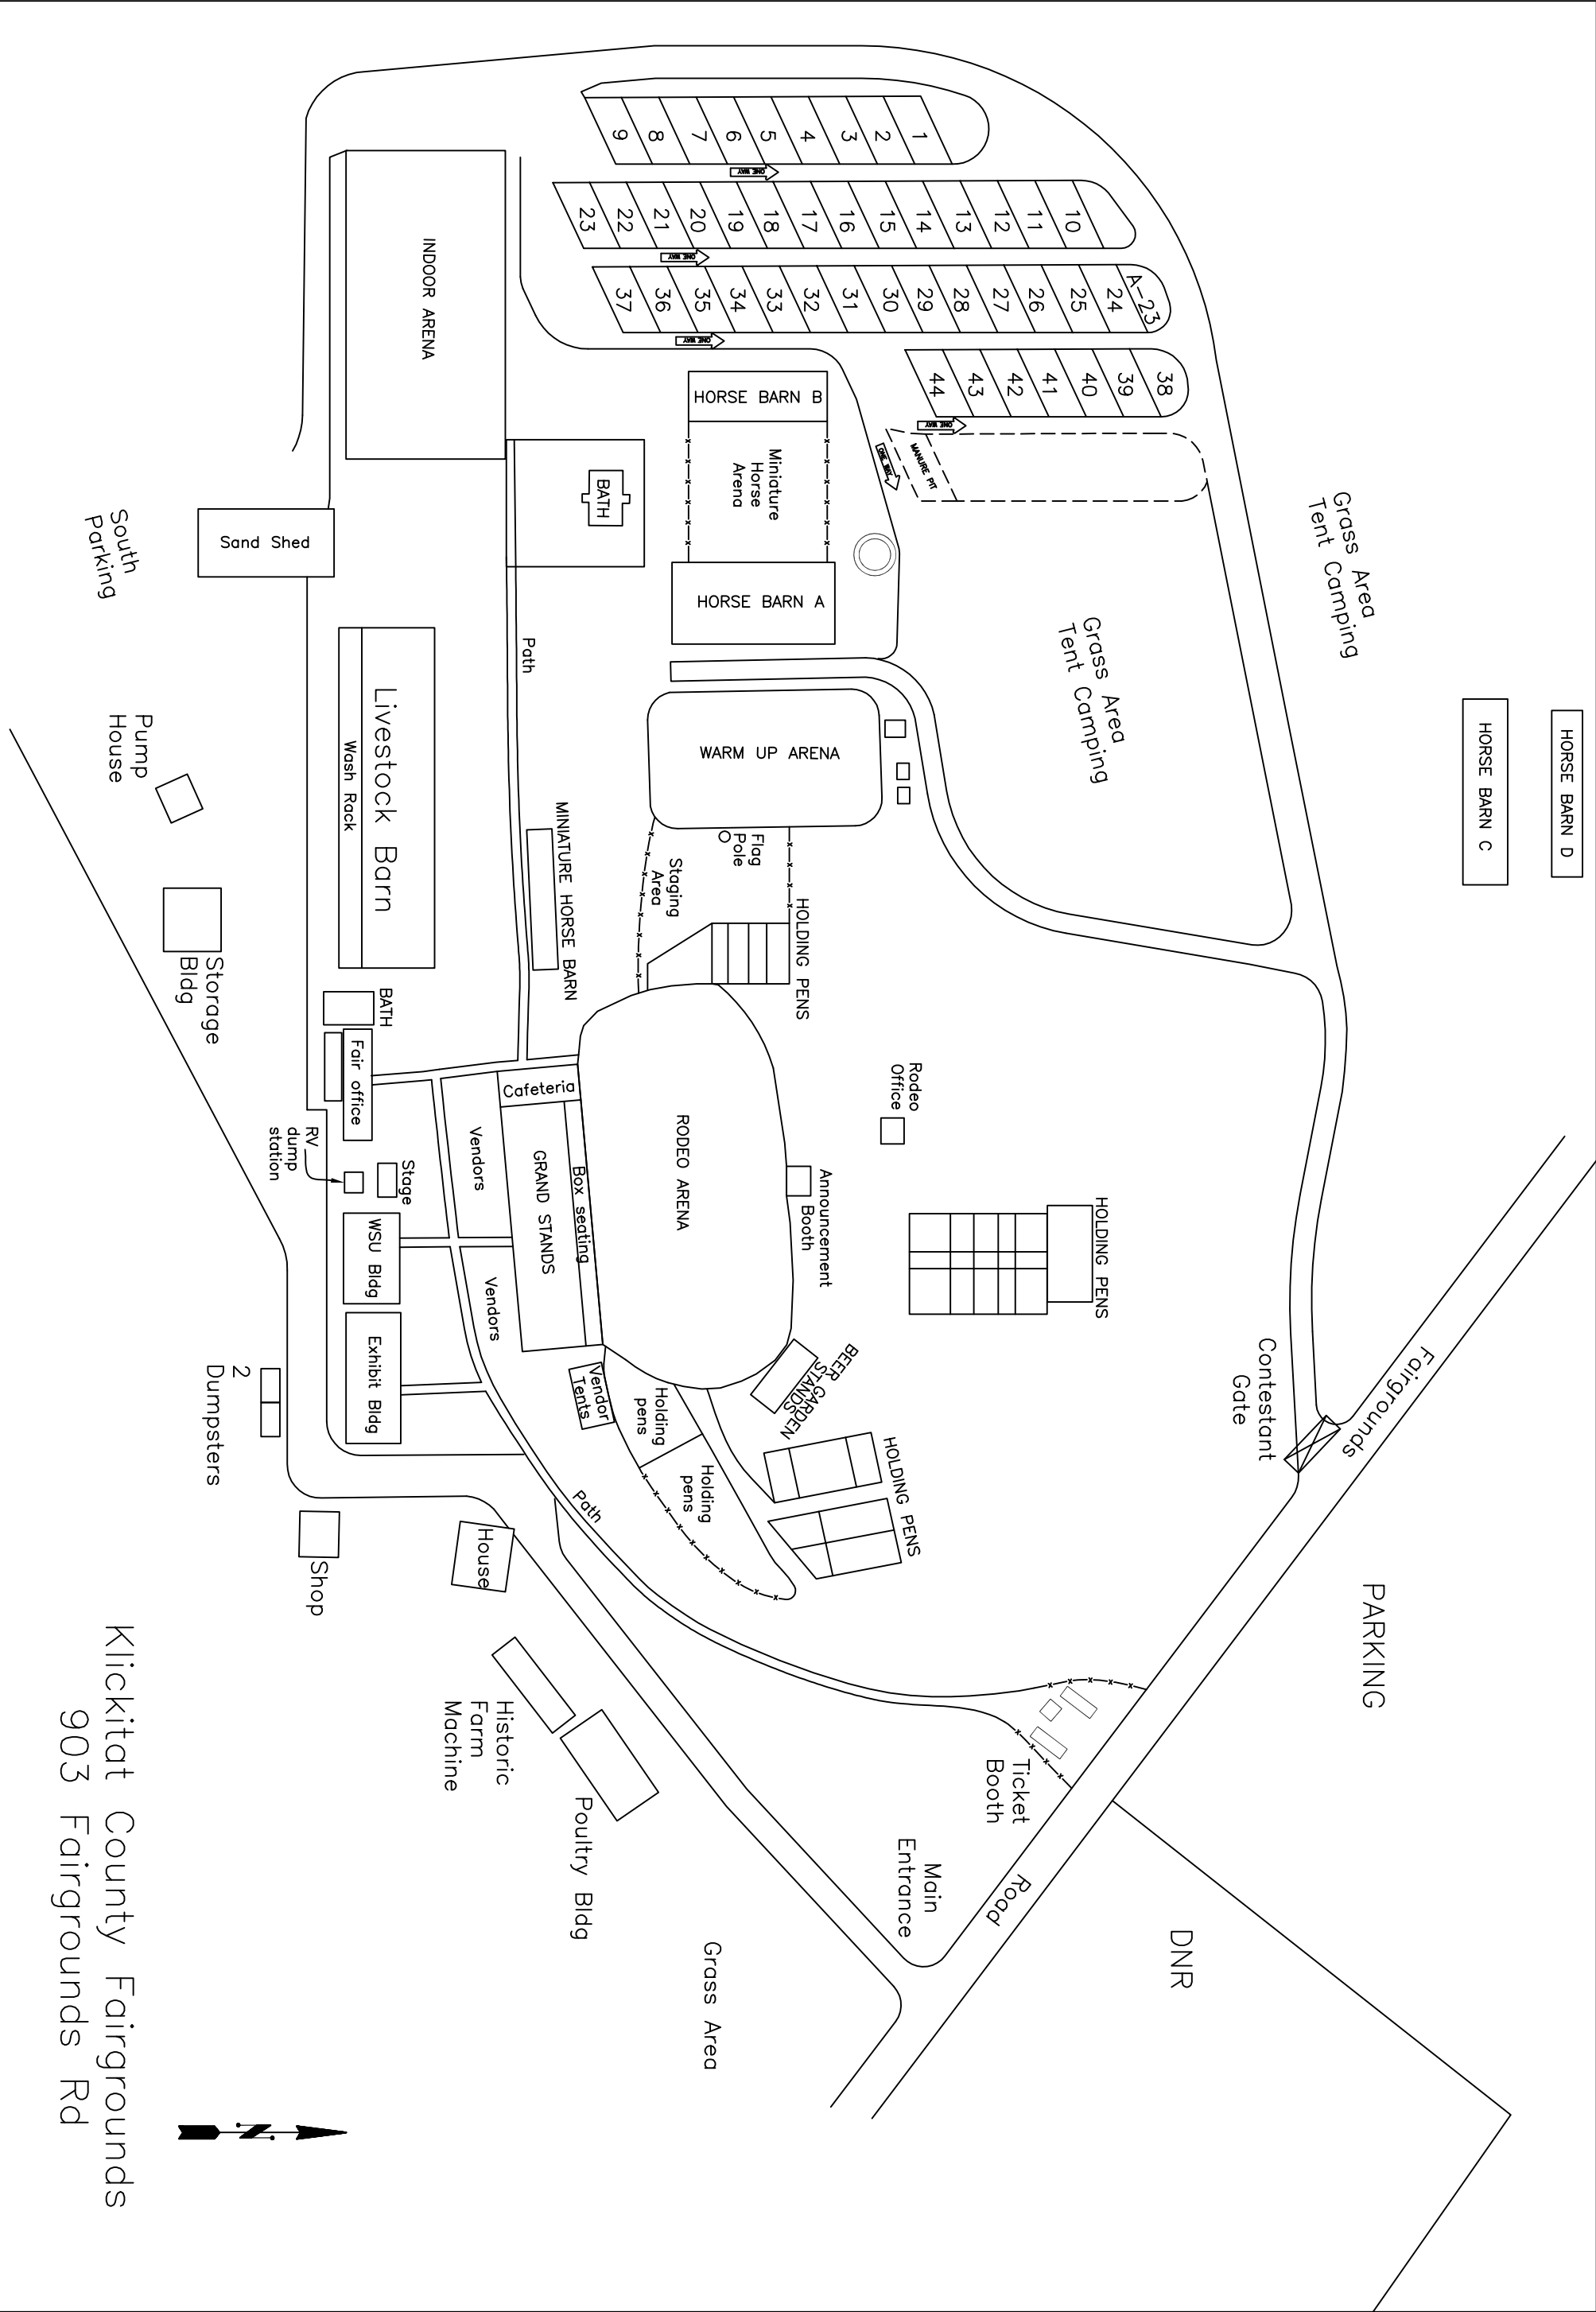 HORSE BARN D
HORSE BARN C
Grass Area
Tent Camping
Grass Area
Tent Camping
Fairgrounds
Road
Contestant
Gate
PARKING
DNR
A-23
1
2
3
4
5
6
7
8
9
ONE WAY
10
11
12
13
14
15
16
17
18
19
20
21
22
23
ONE WAY
24
25
26
27
28
29
30
31
32
33
34
35
36
37
ONE WAY
38
39
40
41
42
43
44
ONE WAY
MANURE PIT
ONE WAY
INDOOR ARENA
HORSE BARN B
Miniature
Horse
Arena
HORSE BARN A
BATH
Path
WARM UP ARENA
Flag
Pole
Staging
Area
HOLDING PENS
MINIATURE HORSE BARN
Rodeo
Office
HOLDING PENS
Announcement
Booth
RODEO ARENA
Cafeteria
Box seating
GRAND STANDS
Vendors
Vendors
Vendor
Tents
BEER GARDEN
STANDS
Holding
pens
Holding
pens
HOLDING PENS
Path
Ticket
Booth
Main
Entrance
South
Parking
Sand Shed
Livestock Barn
Wash Rack
Pump
House
Storage
Bldg
BATH
Fair office
RV
dump
station
Stage
WSU Bldg
Exhibit Bldg
2
Dumpsters
Shop
House
Historic
Farm
Machine
Poultry Bldg
Grass Area
Klickitat County Fairgrounds
903 Fairgrounds Rd
N